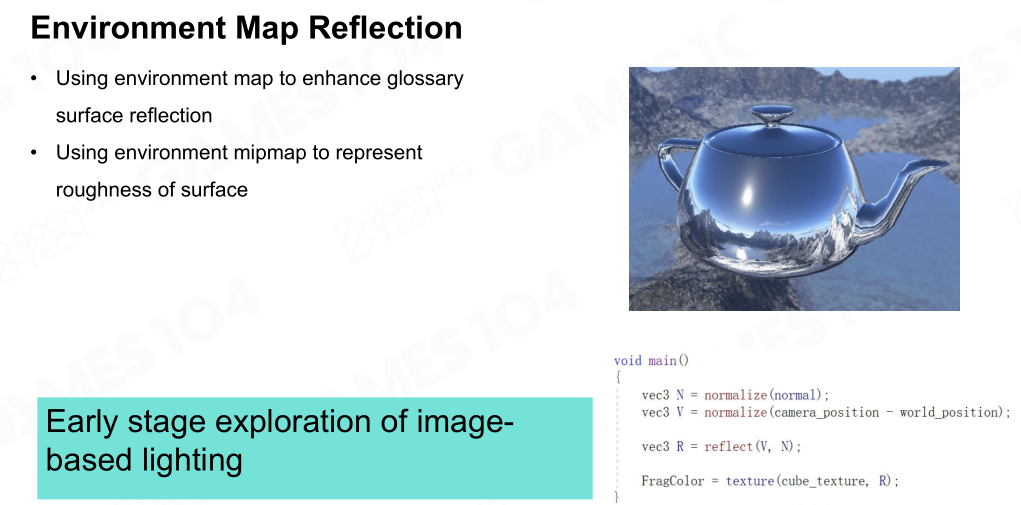 Environment Map Reflection
• Using environment map to enhance glossary
surface reflection
• Using environment mipmap to represent
roughness of surface
Early stage exploration of image-
based lighting
void main()
{
vec3 N = normalize(normal);
vec3 V = normalize(camera_position - world_position);
vec3 R = reflect(V, N);
FragColor = texture(cube_texture, R);
}
GAMES104
BOOMING
TECH